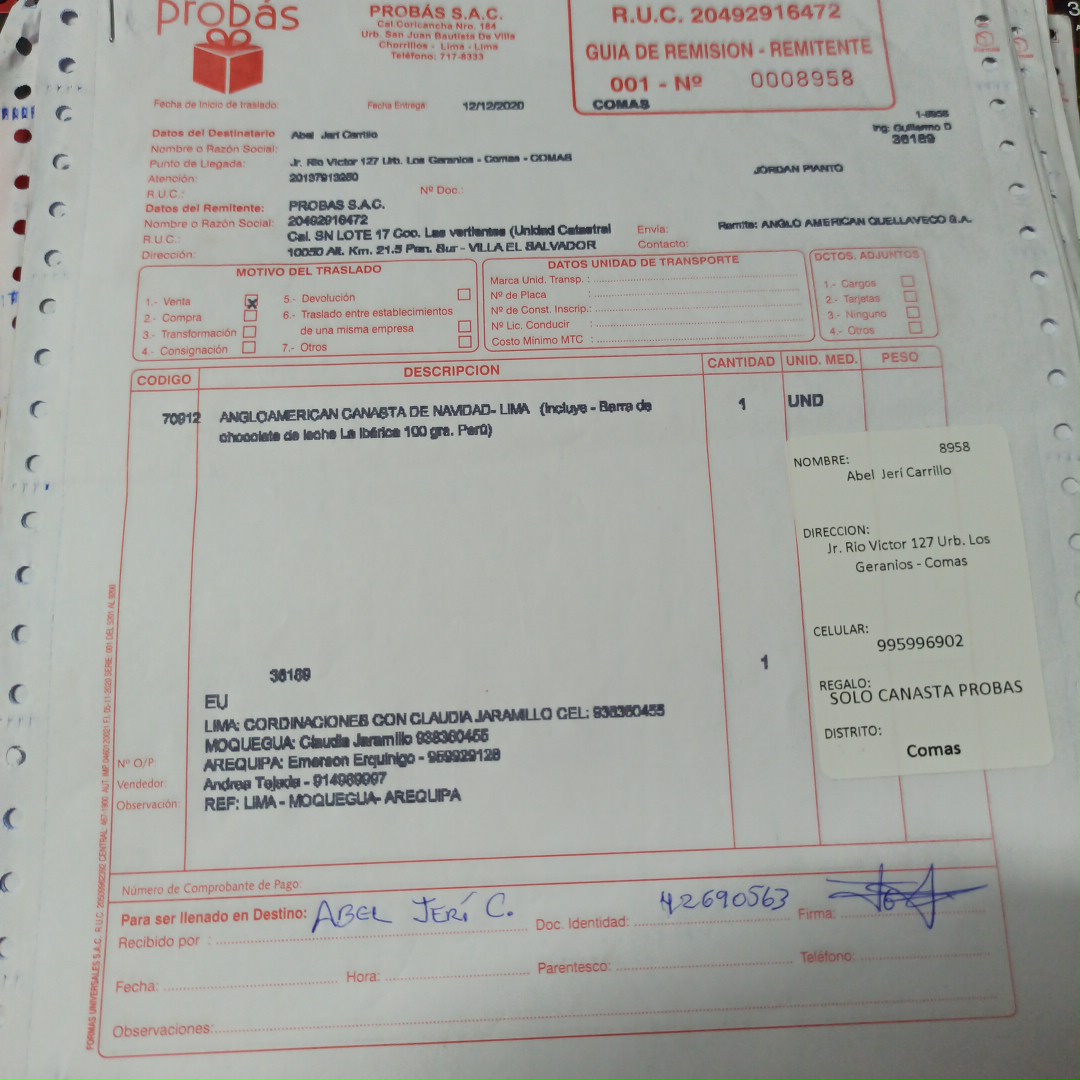 probás
PROBÁS S.A.C.
Cal.Coricancha Nro. 184
Urb. San Juan Bautista De Villa
Chorrillos - Lima - Lima
Teléfono: 717-8333
R.U.C. 20492916472
GUIA DE REMISION - REMITENTE
001 - Nº 0008958
COMAS
Fecha de Inicio de traslado:
Fecha Entrega: 12/12/2020
1-8958
Ing: Guillermo D
36189
Datos del Destinatario
Nombre o Razón Social: Abel Jerí Carrillo
Punto de Llegada: Jr. Rio Victor 127 Urb. Los Geranios - Comas - COMAS
Atención: 20137913250
JORDAN PIANTO
R.U.C.: Nº Doc.:
Datos del Remitente: PROBAS S.A.C.
Nombre o Razón Social: 20492916472
R.U.C.: Cal. SN LOTE 17 Coo. Las vertientes (Unidad Catastral
Dirección: 10050 Alt. Km. 21.5 Pan. Sur - VILLA EL SALVADOR
Envia: Remite: ANGLO AMERICAN QUELLAVECO S.A.
Contacto:
MOTIVO DEL TRASLADO
1.- Venta x
2.- Compra
3.- Transformación
4.- Consignación
5.- Devolución
6.- Traslado entre establecimientos
de una misma empresa
7.- Otros
DATOS UNIDAD DE TRANSPORTE
Marca Unid. Transp. :
Nº de Placa :
Nº de Const. Inscrip.:
Nº Lic. Conducir :
Costo Mínimo MTC :
DCTOS. ADJUNTOS
1.- Cargos
2.- Tarjetas
3.- Ninguno
4.- Otros
CODIGO DESCRIPCION CANTIDAD UNID. MED. PESO
70912 ANGLOAMERICAN CANASTA DE NAVIDAD- LIMA (Incluye - Barra de 1 UND
chocolate de leche La Ibérica 100 grs. Perú)
8958
NOMBRE:
Abel Jerí Carrillo
DIRECCION:
Jr. Rio Victor 127 Urb. Los
Geranios - Comas
CELULAR:
995996902
REGALO:
SOLO CANASTA PROBAS
DISTRITO:
Comas
36189 1
EU
LIMA: CORDINACIONES CON CLAUDIA JARAMILLO CEL: 938360455
MOQUEGUA: Claudia Jaramillo 938360455
Nº O/P AREQUIPA: Emerson Erquinigo - 959929128
Vendedor: Andrea Tejada - 914989997
Observación: REF: LIMA - MOQUEGUA- AREQUIPA
Número de Comprobante de Pago:
Para ser llenado en Destino: ABEL JERÍ C.
Recibido por :
Doc. Identidad: 42690563
Firma:
Fecha: Hora: Parentesco: Teléfono:
Observaciones: